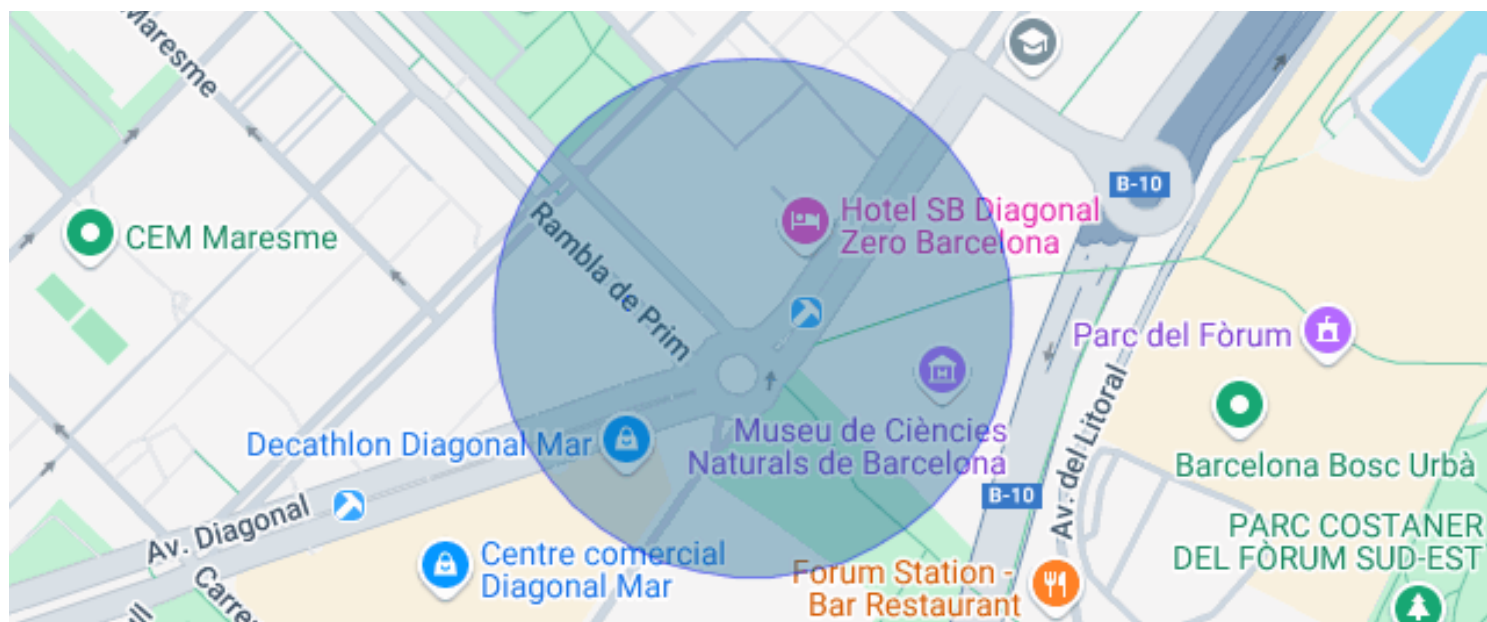 Maresme
B-10
Hotel SB Diagonal
Zero Barcelona
CEM Maresme
Rambla de Prim
Parc del Fòrum
Decathlon Diagonal Mar
Museu de Ciències
Naturals de Barcelona
Av. del Litoral
Barcelona Bosc Urbà
B-10
Av. Diagonal
PARC COSTANER
DEL FÒRUM SUD-EST
Centre comercial
Diagonal Mar
Forum Station -
Bar Restaurant